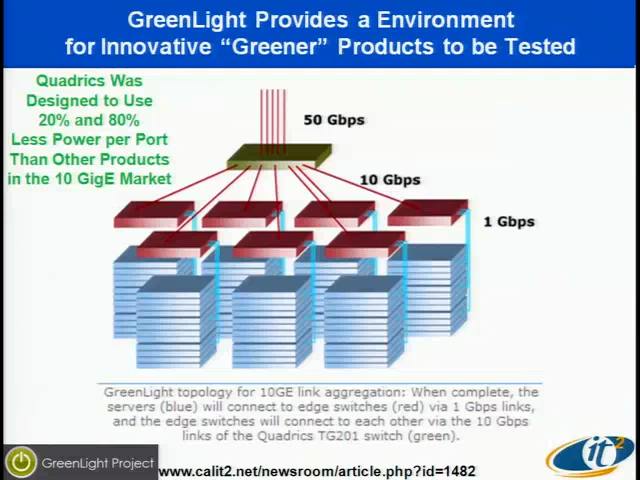 GreenLight Provides a Environment
for Innovative “Greener” Products to be Tested
Quadrics Was
Designed to Use
20% and 80%
Less Power per Port
Than Other Products
in the 10 GigE Market
50 Gbps
10 Gbps
1 Gbps
GreenLight topology for 10GE link aggregation: When complete, the
servers (blue) will connect to edge switches (red) via 1 Gbps links,
and the edge switches will connect to each other via the 10 Gbps
links of the Quadrics TG201 switch (green).
GreenLight Project
www.calit2.net/newsroom/article.php?id=1482
it2